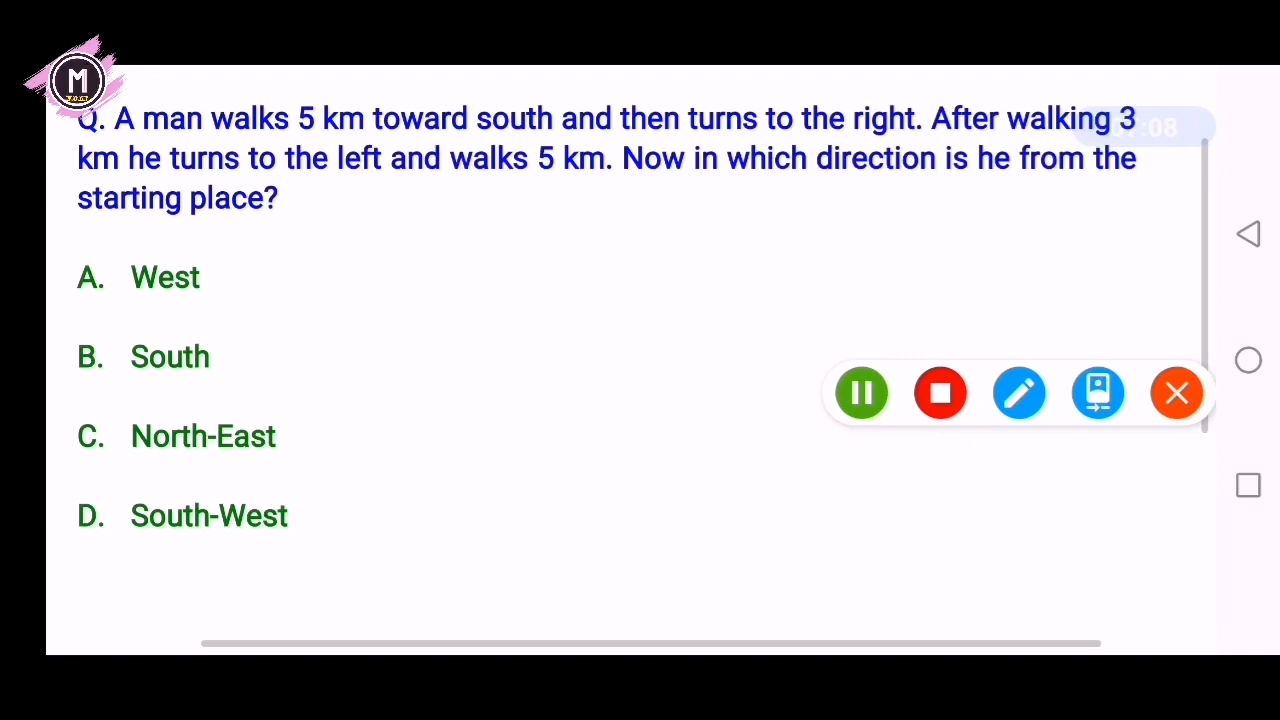 M
Q. A man walks 5 km toward south and then turns to the right. After walking 3
km he turns to the left and walks 5 km. Now in which direction is he from the
starting place?
A. West
B. South
C. North-East
D. South-West